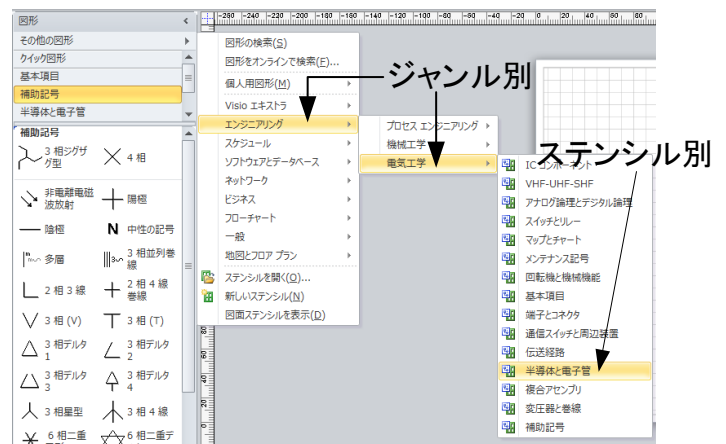 図形
その他の図形
クイック図形
基本項目
補助記号
半導体と電子管
補助記号
3 相ジグザグ型
4 相
非電離電磁波放射
陽極
陰極
N 中性の記号
多層
3 相並列巻線
2 相 3 線
2 相 4 線巻線
3 相 (V)
3 相 (T)
3 相デルタ 1
3 相デルタ 2
3 相デルタ 3
3 相デルタ 4
3 相星型
3 相 4 線
6 相二重
6 相二重デ
-260 -240 -220 -200 -180 -160 -140 -120 -100 -80 -60 -40 -20 0 20 40 60 80
図形の検索(S)
図形をオンラインで検索(F)...
個人用図形(M)
Visio エキストラ
エンジニアリング
スケジュール
ソフトウェアとデータベース
ネットワーク
ビジネス
フローチャート
一般
地図とフロア プラン
ステンシルを開く(O)...
新しいステンシル(N)
図面ステンシルを表示(D)
ジャンル別
プロセス エンジニアリング
機械工学
電気工学
ステンシル別
IC コンポーネント
VHF-UHF-SHF
アナログ論理とデジタル論理
スイッチとリレー
マップとチャート
メンテナンス記号
回転機と機械機能
基本項目
端子とコネクタ
通信スイッチと周辺装置
伝送経路
半導体と電子管
複合アセンブリ
変圧器と巻線
補助記号